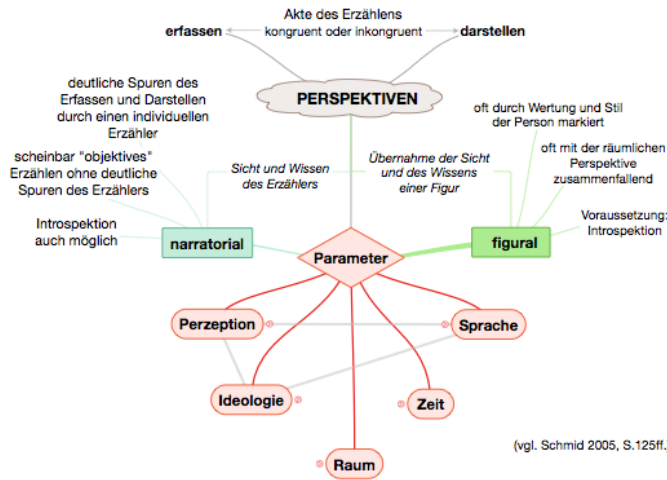 Akte des Erzählens
erfassen
kongruent oder inkongruent
darstellen
PERSPEKTIVEN
deutliche Spuren des
Erfassen und Darstellen
durch einen individuellen
Erzähler
scheinbar "objektives"
Erzählen ohne deutliche
Spuren des Erzählers
Introspektion
auch möglich
Sicht und Wissen
des Erzählers
Übernahme der Sicht
und des Wissens
einer Figur
oft durch Wertung und Stil
der Person markiert
oft mit der räumlichen
Perspektive
zusammenfallend
Voraussetzung:
Introspektion
narratorial
Parameter
figural
Perzeption
Sprache
Ideologie
Zeit
Raum
(vgl. Schmid 2005, S.125ff.)